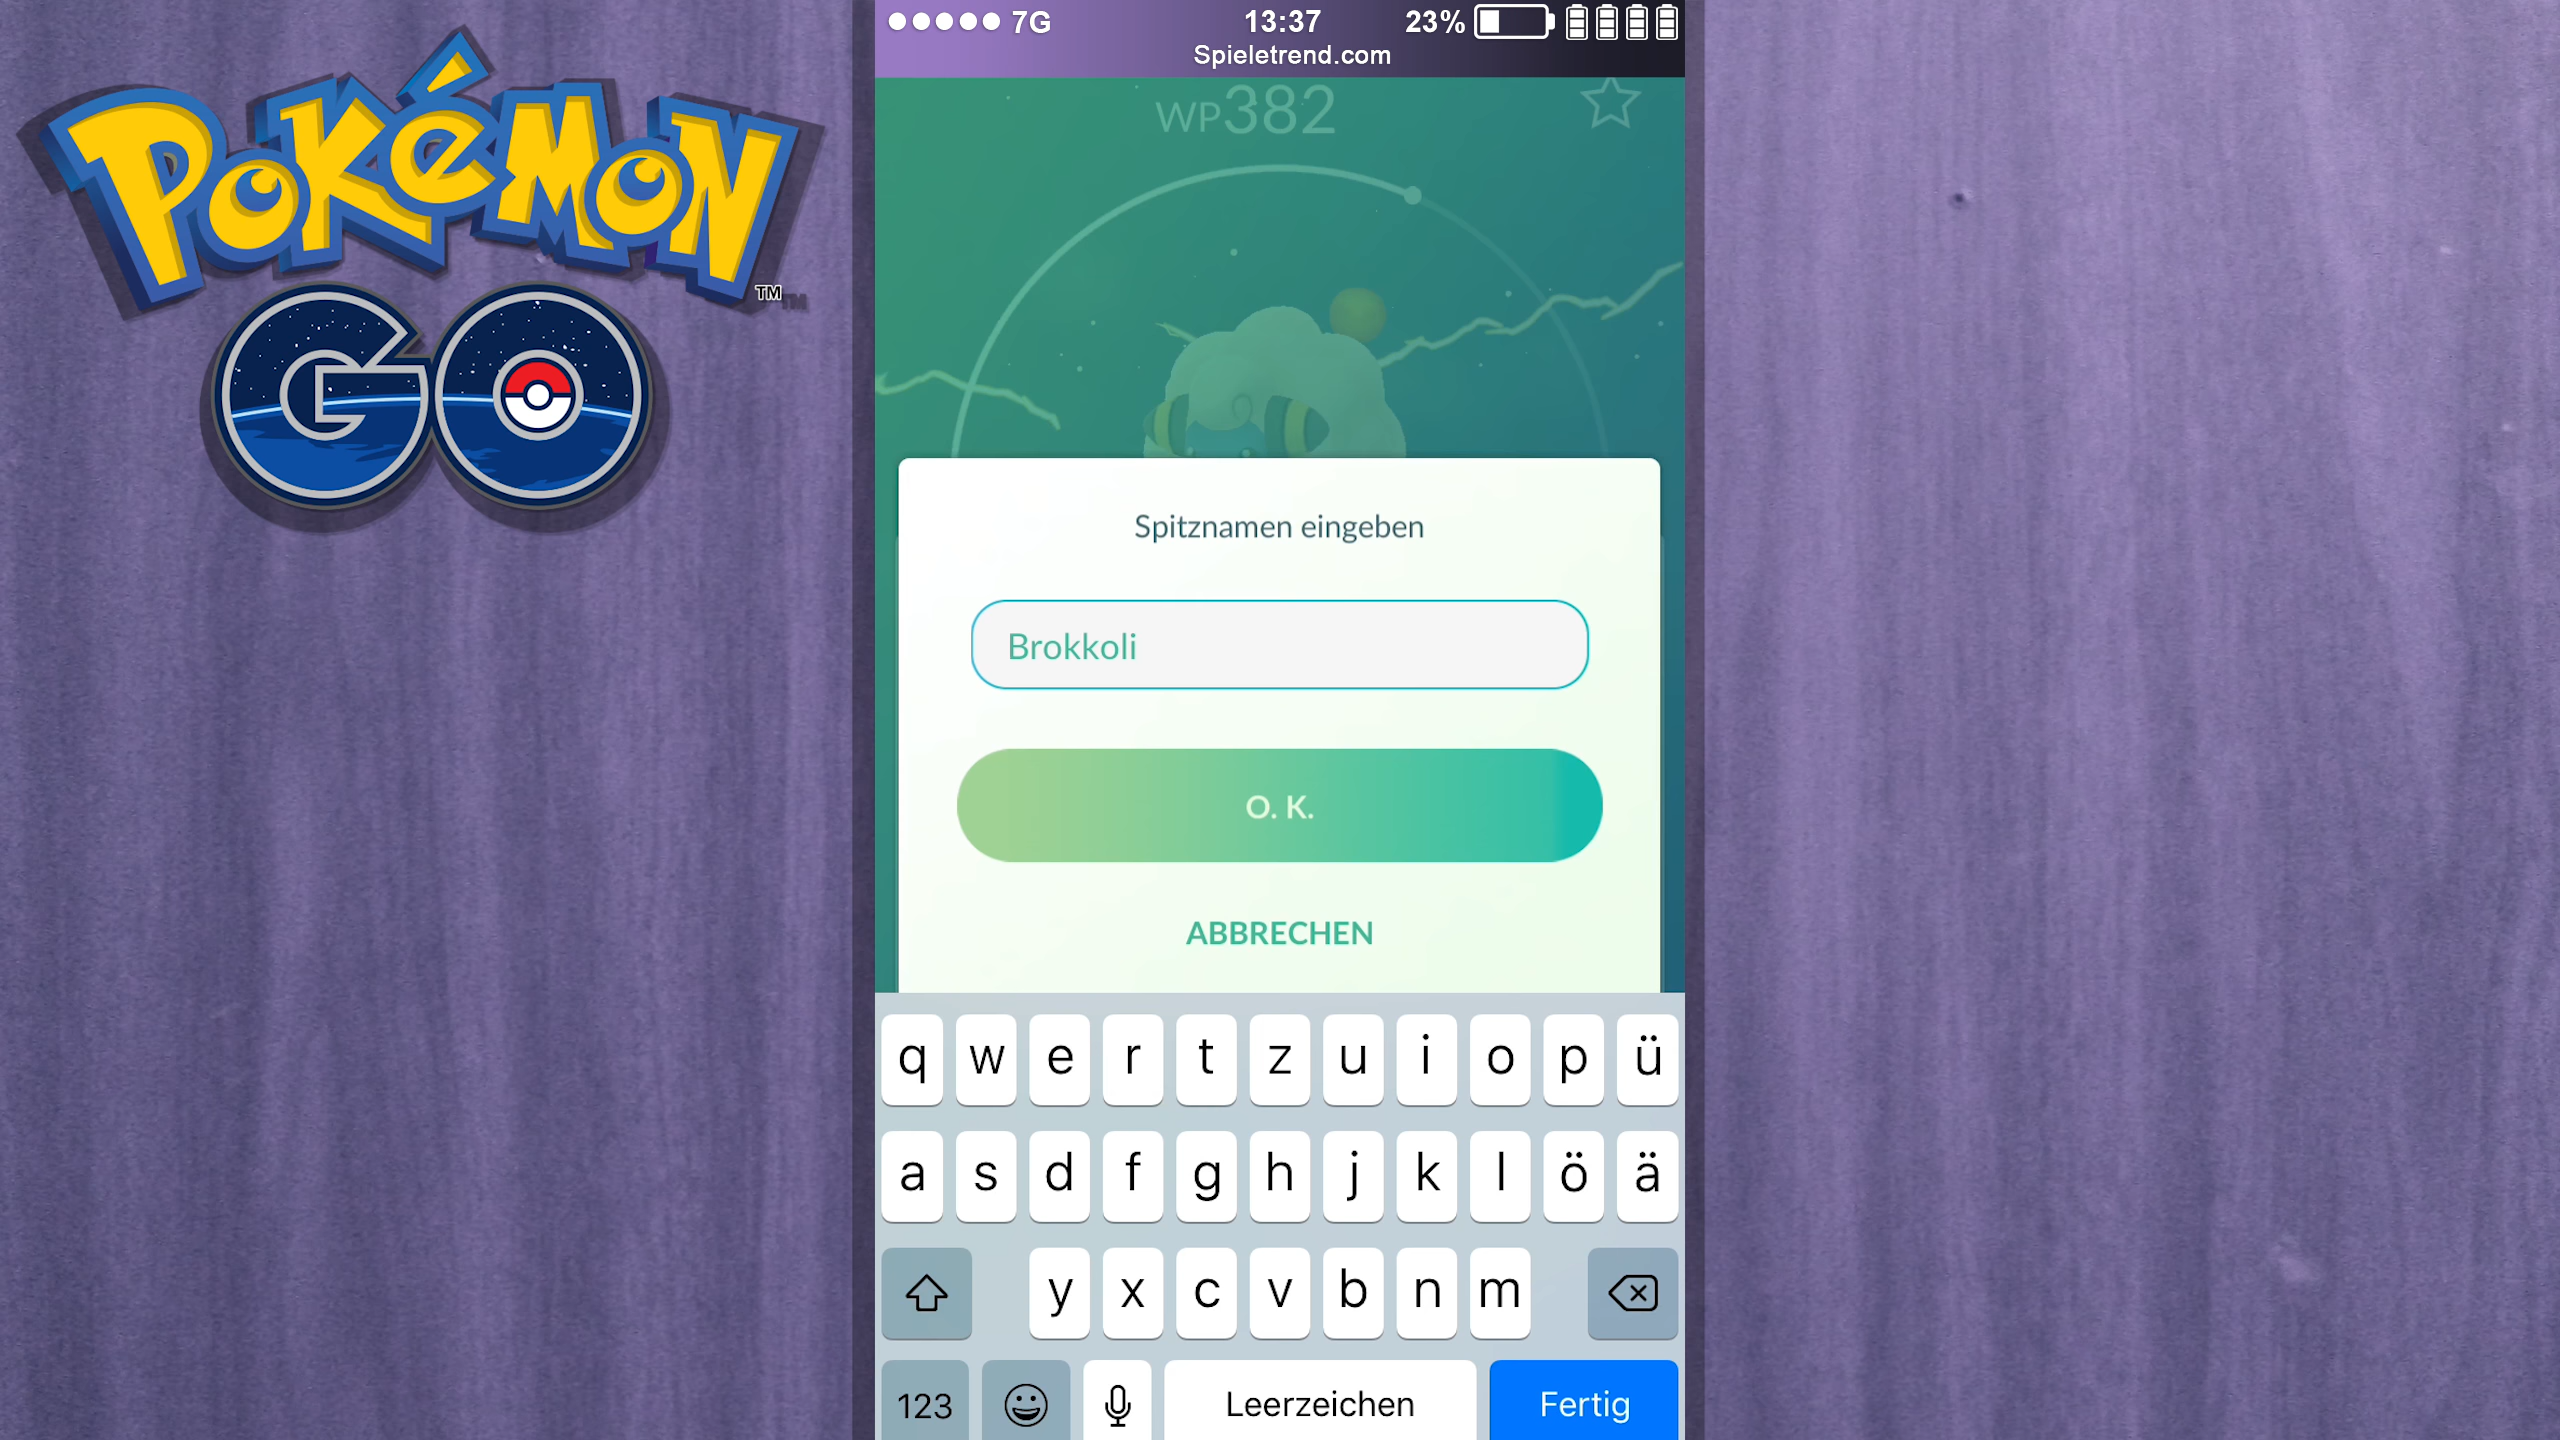 POKéMON
TM
GO
7G 13:37 23%
Spieletrend.com
WP382
Spitznamen eingeben
Brokkoli
O. K.
ABBRECHEN
q w e r t z u i o p ü
a s d f g h j k l ö ä
y x c v b n m
123 Leerzeichen Fertig